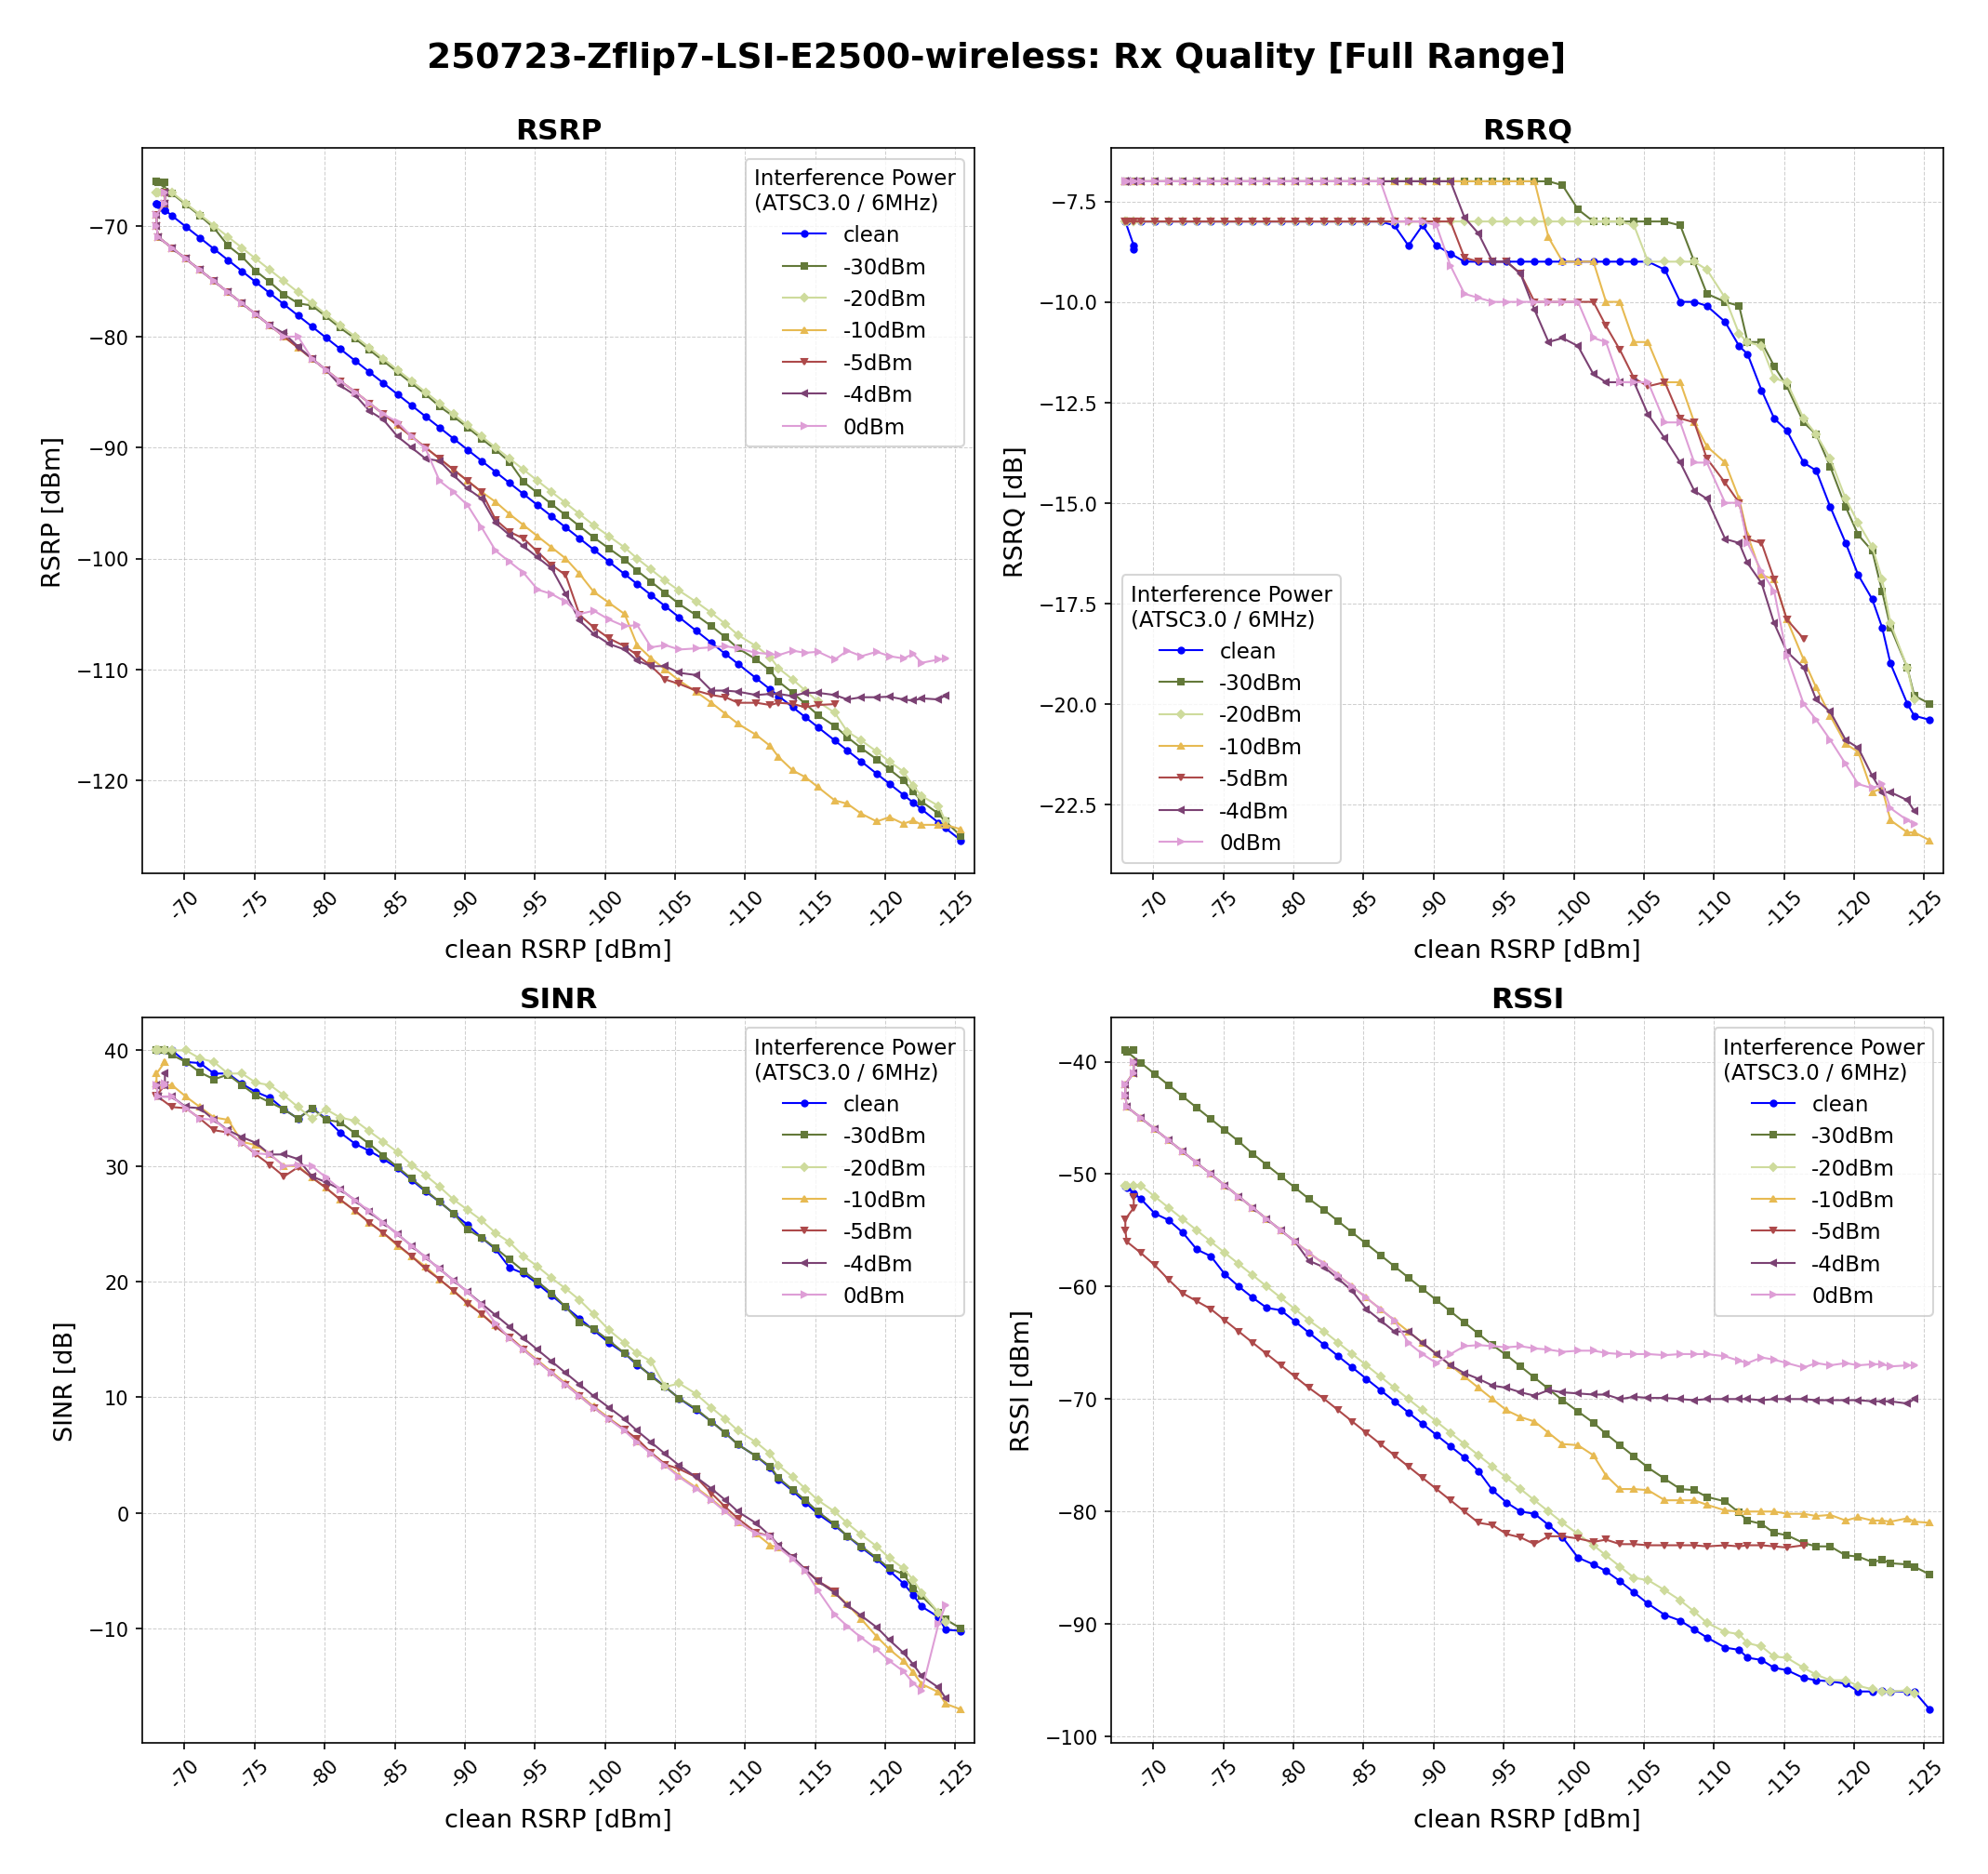 250723-Zflip7-LSI-E2500-wireless: Rx Quality [Full Range]
RSRP
RSRP [dBm]
−70
−80
−90
−100
−110
−120
Interference Power
(ATSC3.0 / 6MHz)
clean
-30dBm
-20dBm
-10dBm
-5dBm
-4dBm
0dBm
-70
-75
-80
-85
-90
-95
-100
-105
-110
-115
-120
-125
clean RSRP [dBm]
RSRQ
RSRQ [dB]
−7.5
−10.0
−12.5
−15.0
−17.5
−20.0
−22.5
Interference Power
(ATSC3.0 / 6MHz)
clean
-30dBm
-20dBm
-10dBm
-5dBm
-4dBm
0dBm
-70
-75
-80
-85
-90
-95
-100
-105
-110
-115
-120
-125
clean RSRP [dBm]
SINR
SINR [dB]
40
30
20
10
0
−10
Interference Power
(ATSC3.0 / 6MHz)
clean
-30dBm
-20dBm
-10dBm
-5dBm
-4dBm
0dBm
-70
-75
-80
-85
-90
-95
-100
-105
-110
-115
-120
-125
clean RSRP [dBm]
RSSI
RSSI [dBm]
−40
−50
−60
−70
−80
−90
−100
Interference Power
(ATSC3.0 / 6MHz)
clean
-30dBm
-20dBm
-10dBm
-5dBm
-4dBm
0dBm
-70
-75
-80
-85
-90
-95
-100
-105
-110
-115
-120
-125
clean RSRP [dBm]